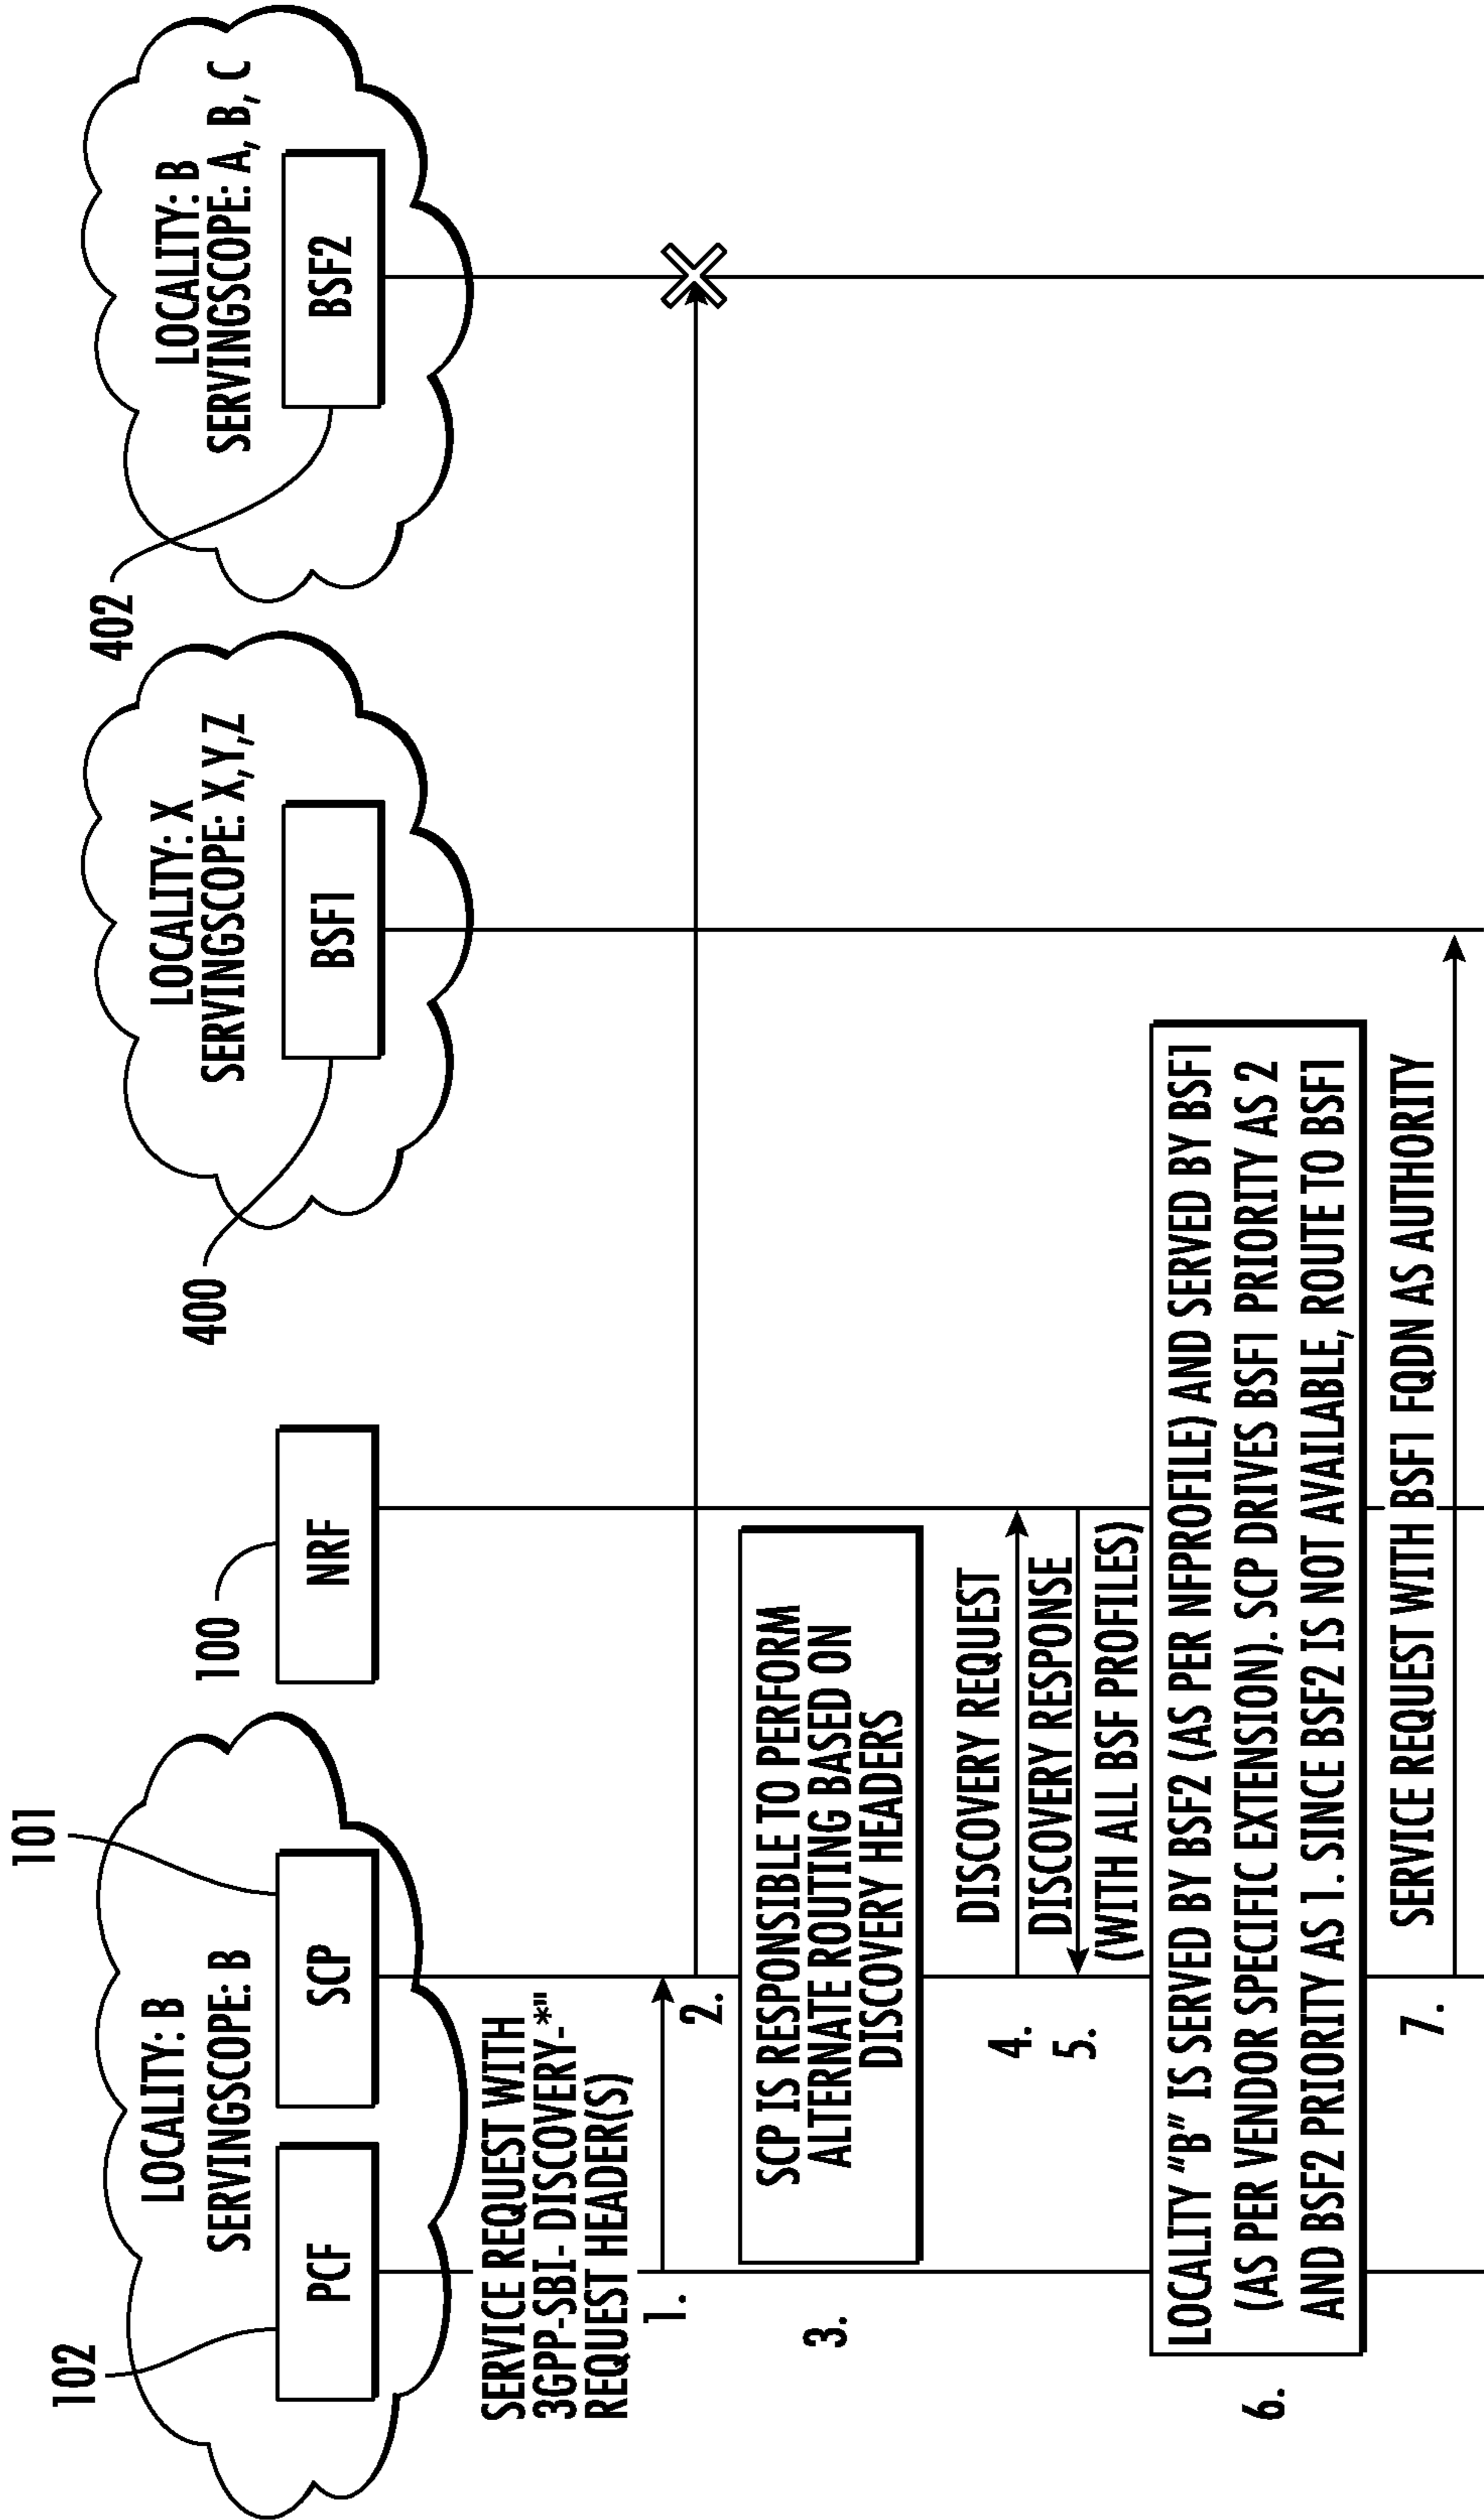 101
102
LOCALITY: B
SERVINGSCOPE: B
PCF
SCP
100
NRF
400
LOCALITY: X
SERVINGSCOPE: X,Y,Z
BSF1
402
LOCALITY: B
SERVINGSCOPE: A, B, C
BSF2
SERVICE REQUEST WITH
3GPP-SBI- DISCOVERY-*"
REQUEST HEADER(S)
1.
2.
3.
SCP IS RESPONSIBLE TO PERFORM
ALTERNATE ROUTING BASED ON
DISCOVERY HEADERS
4.
DISCOVERY REQUEST
5.
DISCOVERY RESPONSE
(WITH ALL BSF PROFILES)
6.
LOCALITY "B" IS SERVED BY BSF2 (AS PER NFPROFILE) AND SERVED BY BSF1
(AS PER VENDOR SPECIFIC EXTENSION). SCP DRIVES BSF1 PRIORITY AS 2
AND BSF2 PRIORITY AS 1. SINCE BSF2 IS NOT AVAILABLE, ROUTE TO BSF1
7.
SERVICE REQUEST WITH BSF1 FQDN AS AUTHORITY